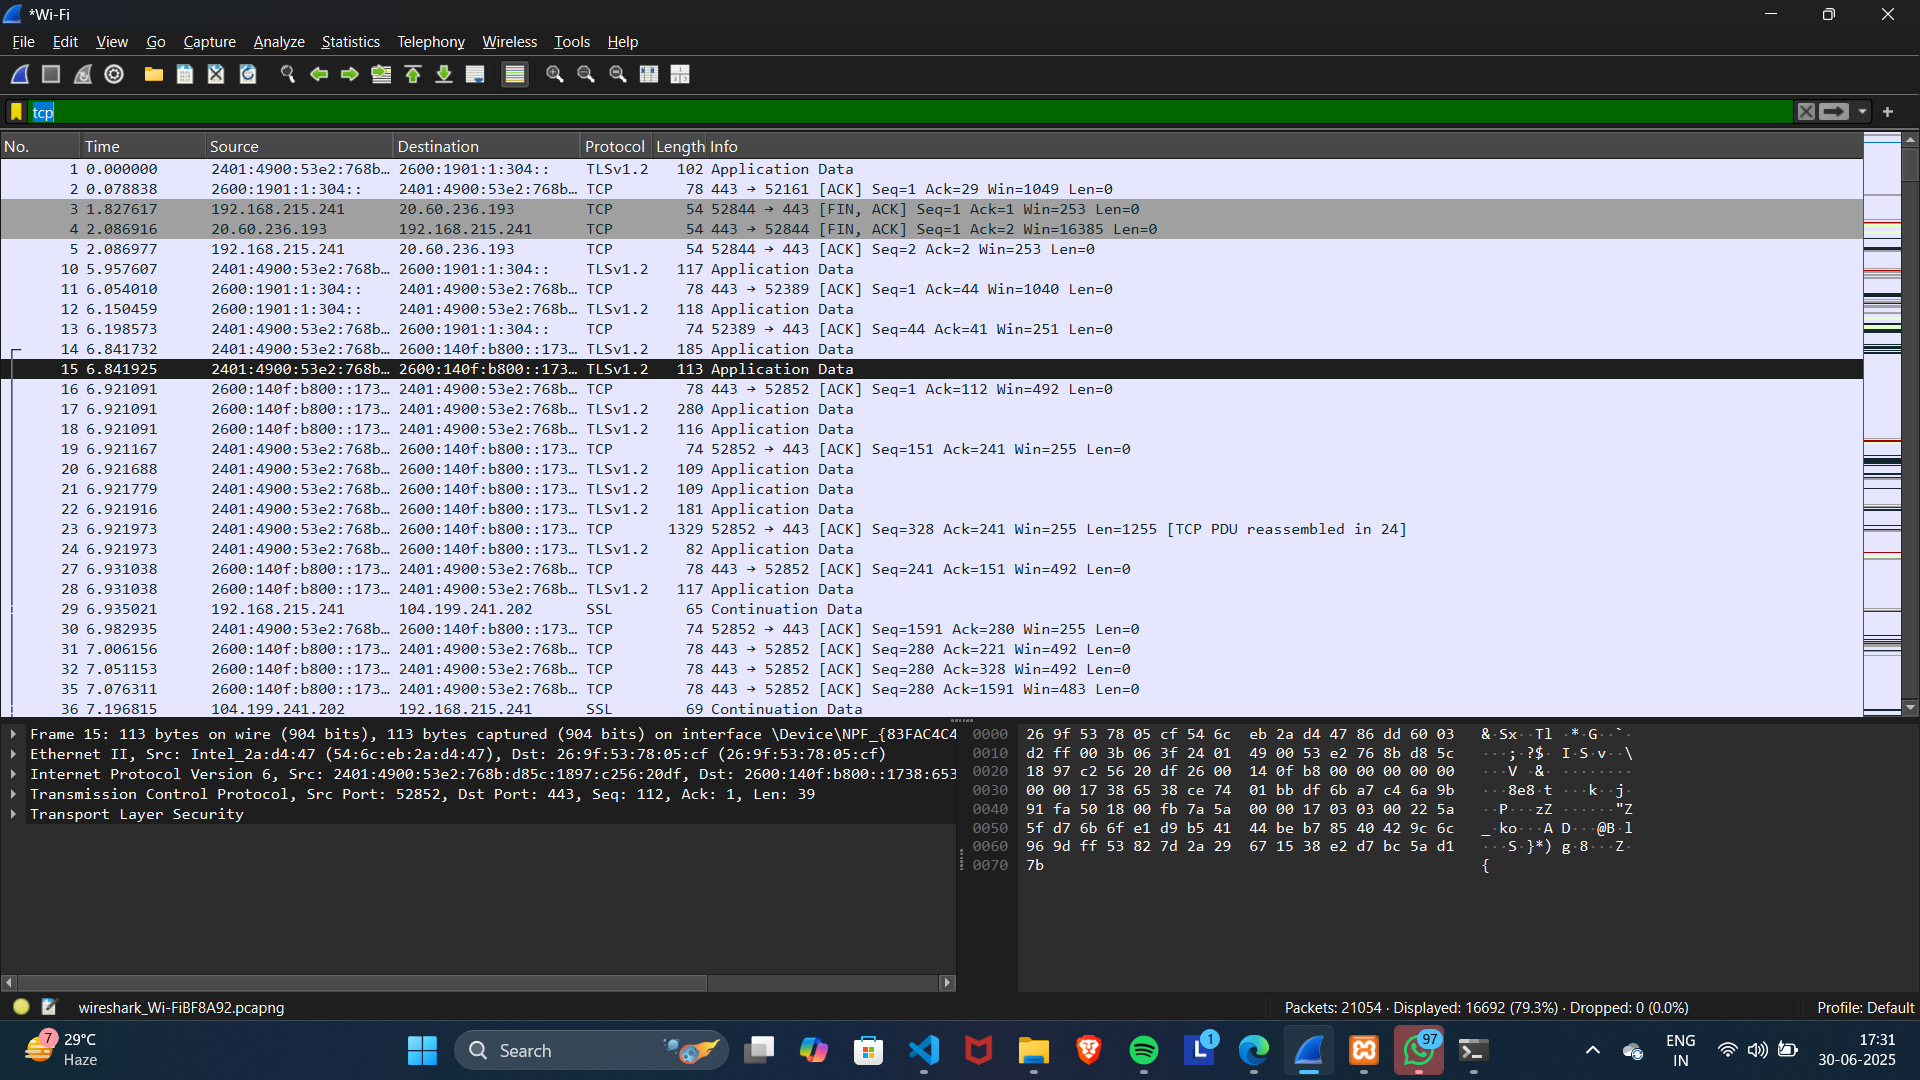 *Wi-Fi
File Edit View Go Capture Analyze Statistics Telephony Wireless Tools Help
tcp
No. Time Source Destination Protocol Length Info
1 0.000000 2401:4900:53e2:768b… 2600:1901:1:304:: TLSv1.2 102 Application Data
2 0.078838 2600:1901:1:304:: 2401:4900:53e2:768b… TCP 78 443 → 52161 [ACK] Seq=1 Ack=29 Win=1049 Len=0
3 1.827617 192.168.215.241 20.60.236.193 TCP 54 52844 → 443 [FIN, ACK] Seq=1 Ack=1 Win=253 Len=0
4 2.086916 20.60.236.193 192.168.215.241 TCP 54 443 → 52844 [FIN, ACK] Seq=1 Ack=2 Win=16385 Len=0
5 2.086977 192.168.215.241 20.60.236.193 TCP 54 52844 → 443 [ACK] Seq=2 Ack=2 Win=253 Len=0
10 5.957607 2401:4900:53e2:768b… 2600:1901:1:304:: TLSv1.2 117 Application Data
11 6.054010 2600:1901:1:304:: 2401:4900:53e2:768b… TCP 78 443 → 52389 [ACK] Seq=1 Ack=44 Win=1040 Len=0
12 6.150459 2600:1901:1:304:: 2401:4900:53e2:768b… TLSv1.2 118 Application Data
13 6.198573 2401:4900:53e2:768b… 2600:1901:1:304:: TCP 74 52389 → 443 [ACK] Seq=44 Ack=41 Win=251 Len=0
14 6.841732 2401:4900:53e2:768b… 2600:140f:b800::173… TLSv1.2 185 Application Data
15 6.841925 2401:4900:53e2:768b… 2600:140f:b800::173… TLSv1.2 113 Application Data
16 6.921091 2600:140f:b800::173… 2401:4900:53e2:768b… TCP 78 443 → 52852 [ACK] Seq=1 Ack=112 Win=492 Len=0
17 6.921091 2600:140f:b800::173… 2401:4900:53e2:768b… TLSv1.2 280 Application Data
18 6.921091 2600:140f:b800::173… 2401:4900:53e2:768b… TLSv1.2 116 Application Data
19 6.921167 2401:4900:53e2:768b… 2600:140f:b800::173… TCP 74 52852 → 443 [ACK] Seq=151 Ack=241 Win=255 Len=0
20 6.921688 2401:4900:53e2:768b… 2600:140f:b800::173… TLSv1.2 109 Application Data
21 6.921779 2401:4900:53e2:768b… 2600:140f:b800::173… TLSv1.2 109 Application Data
22 6.921916 2401:4900:53e2:768b… 2600:140f:b800::173… TLSv1.2 181 Application Data
23 6.921973 2401:4900:53e2:768b… 2600:140f:b800::173… TCP 1329 52852 → 443 [ACK] Seq=328 Ack=241 Win=255 Len=1255 [TCP PDU reassembled in 24]
24 6.921973 2401:4900:53e2:768b… 2600:140f:b800::173… TLSv1.2 82 Application Data
27 6.931038 2600:140f:b800::173… 2401:4900:53e2:768b… TCP 78 443 → 52852 [ACK] Seq=241 Ack=151 Win=492 Len=0
28 6.931038 2600:140f:b800::173… 2401:4900:53e2:768b… TLSv1.2 117 Application Data
29 6.935021 192.168.215.241 104.199.241.202 SSL 65 Continuation Data
30 6.982935 2401:4900:53e2:768b… 2600:140f:b800::173… TCP 74 52852 → 443 [ACK] Seq=1591 Ack=280 Win=255 Len=0
31 7.006156 2600:140f:b800::173… 2401:4900:53e2:768b… TCP 78 443 → 52852 [ACK] Seq=280 Ack=221 Win=492 Len=0
32 7.051153 2600:140f:b800::173… 2401:4900:53e2:768b… TCP 78 443 → 52852 [ACK] Seq=280 Ack=328 Win=492 Len=0
35 7.076311 2600:140f:b800::173… 2401:4900:53e2:768b… TCP 78 443 → 52852 [ACK] Seq=280 Ack=1591 Win=483 Len=0
36 7.196815 104.199.241.202 192.168.215.241 SSL 69 Continuation Data
Frame 15: 113 bytes on wire (904 bits), 113 bytes captured (904 bits) on interface \Device\NPF_{83FAC4C4
Ethernet II, Src: Intel_2a:d4:47 (54:6c:eb:2a:d4:47), Dst: 26:9f:53:78:05:cf (26:9f:53:78:05:cf)
Internet Protocol Version 6, Src: 2401:4900:53e2:768b:d85c:1897:c256:20df, Dst: 2600:140f:b800::1738:653
Transmission Control Protocol, Src Port: 52852, Dst Port: 443, Seq: 112, Ack: 1, Len: 39
Transport Layer Security
0000 26 9f 53 78 05 cf 54 6c eb 2a d4 47 86 dd 60 03 &·Sx··Tl ·*·G··`·
0010 d2 ff 00 3b 06 3f 24 01 49 00 53 e2 76 8b d8 5c ···;·?$· I·S·v··\
0020 18 97 c2 56 20 df 26 00 14 0f b8 00 00 00 00 00 ···V ·&· ········
0030 00 00 17 38 65 38 ce 74 01 bb df 6b a7 c4 6a 9b ···8e8·t ···k··j·
0040 91 fa 50 18 00 fb 7a 5a 00 00 17 03 03 00 22 5a ··P···zZ ······"Z
0050 5f d7 6b 6f e1 d9 b5 41 44 be b7 85 40 42 9c 6c _·ko···A D···@B·l
0060 96 9d ff 53 82 7d 2a 29 67 15 38 e2 d7 bc 5a d1 ···S·}*) g·8···Z·
0070 7b {
wireshark_Wi-FiBF8A92.pcapng Packets: 21054 · Displayed: 16692 (79.3%) · Dropped: 0 (0.0%) Profile: Default
7 29°C
Haze
Search
1
97
ENG
IN
17:31
30-06-2025